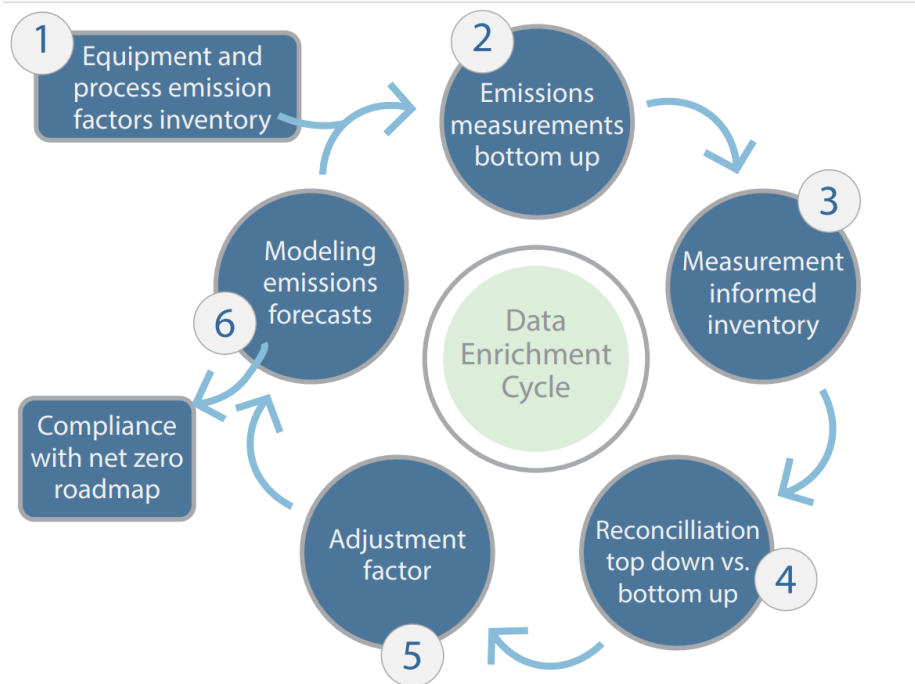 1
Equipment and
process emission
factors inventory
2
Emissions
measurements
bottom up
3
Measurement
informed
inventory
Reconcilliation
top down vs.
bottom up
4
Adjustment
factor
5
Modeling
emissions
forecasts
6
Compliance
with net zero
roadmap
Data
Enrichment
Cycle